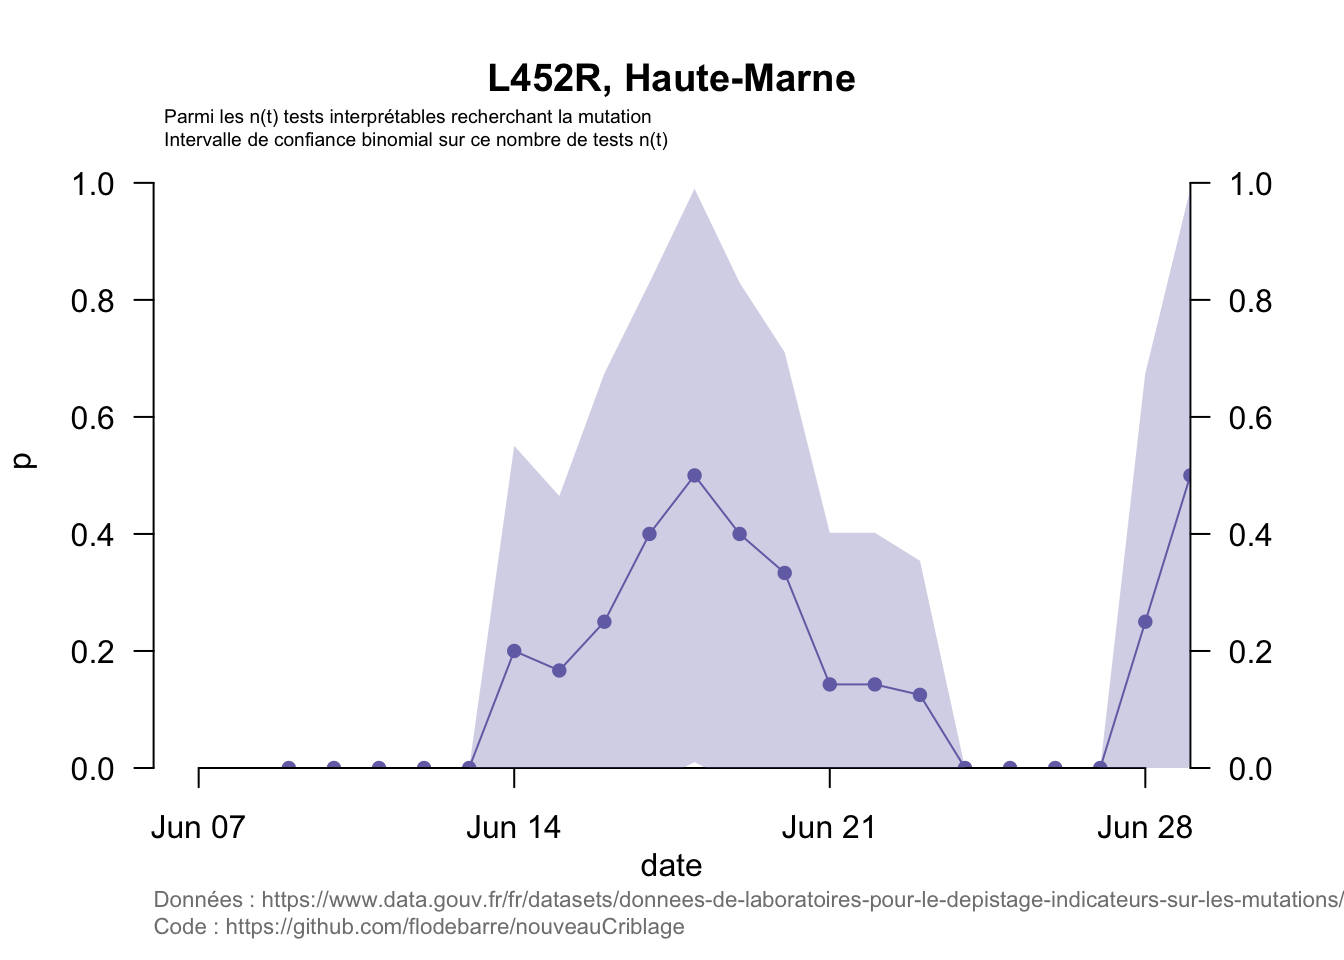 L452R, Haute-Marne
Parmi les n(t) tests interprétables recherchant la mutation
Intervalle de confiance binomial sur ce nombre de tests n(t)
1.0 1.0
0.8 0.8
0.6 0.6
p
0.4 0.4
0.2 0.2
0.0 0.0
Jun 07 Jun 14 Jun 21 Jun 28
date
Données : https://www.data.gouv.fr/fr/datasets/donnees-de-laboratoires-pour-le-depistage-indicateurs-sur-les-mutations/
Code : https://github.com/flodebarre/nouveauCriblage